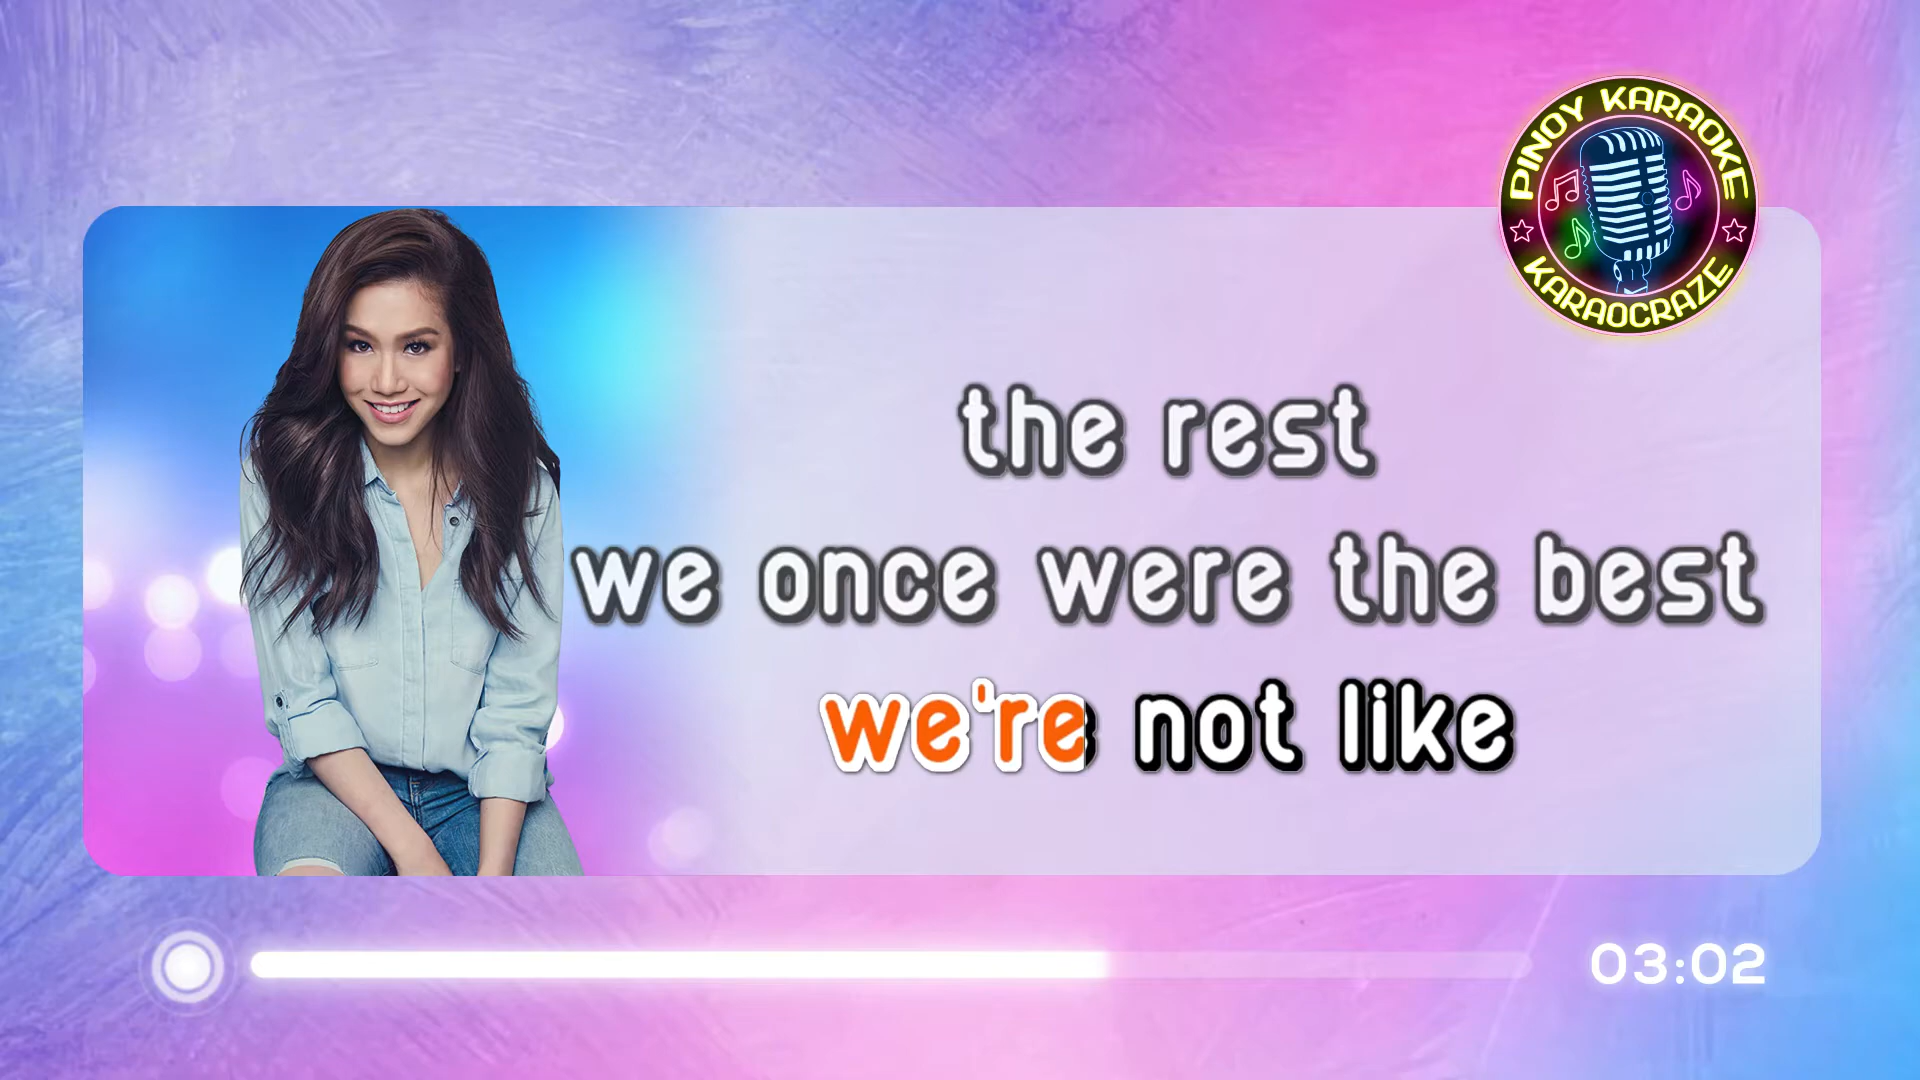 PINOY KARAOKE
KARAOCRAZE
the rest
we once were the best
we're not like
03:02